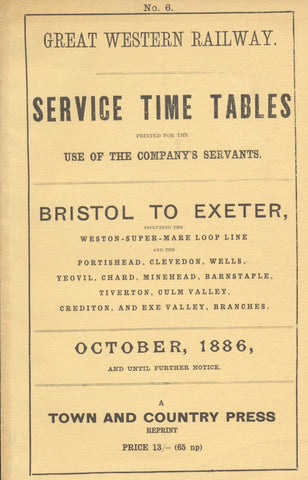 No. 6.
GREAT WESTERN RAILWAY.
SERVICE TIME TABLES
PRINTED FOR THE
USE OF THE COMPANY'S SERVANTS.
BRISTOL TO EXETER,
INCLUDING THE
WESTON-SUPER-MARE LOOP LINE
AND THE
PORTISHEAD, CLEVEDON, WELLS,
YEOVIL, CHARD, MINEHEAD, BARNSTAPLE,
TIVERTON, CULM VALLEY,
CREDITON, AND EXE VALLEY, BRANCHES.
OCTOBER, 1886,
AND UNTIL FURTHER NOTICE.
A
TOWN AND COUNTRY PRESS
REPRINT
PRICE 13/- (65 np)